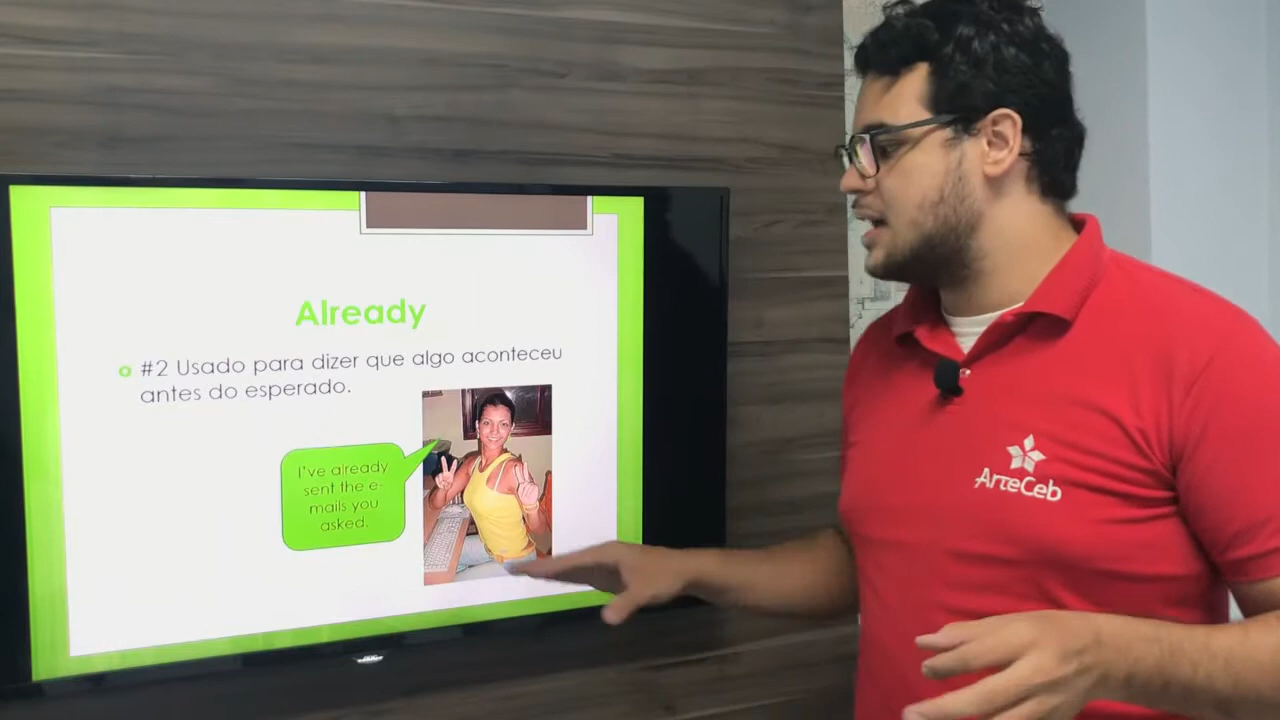 Already
#2 Usado para dizer que algo aconteceu
antes do esperado.
I've already
sent the e-
mails you
asked.
ArteCeb